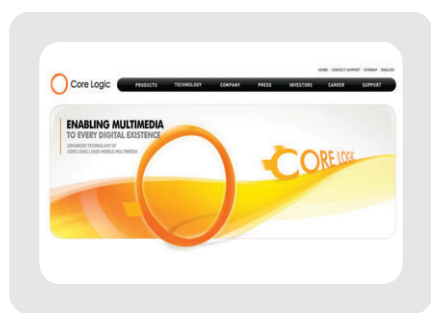 HOME CONTACT SUPPORT SITEMAP ENGLISH
Core Logic
PRODUCTS TECHNOLOGY COMPANY PRESS INVESTORS CAREER SUPPORT
ENABLING MULTIMEDIA
TO EVERY DIGITAL EXISTENCE
ADVANCED TECHNOLOGY OF
CORE LOGIC LEADS MOBILE MULTIMEDIA
CORE LOGIC